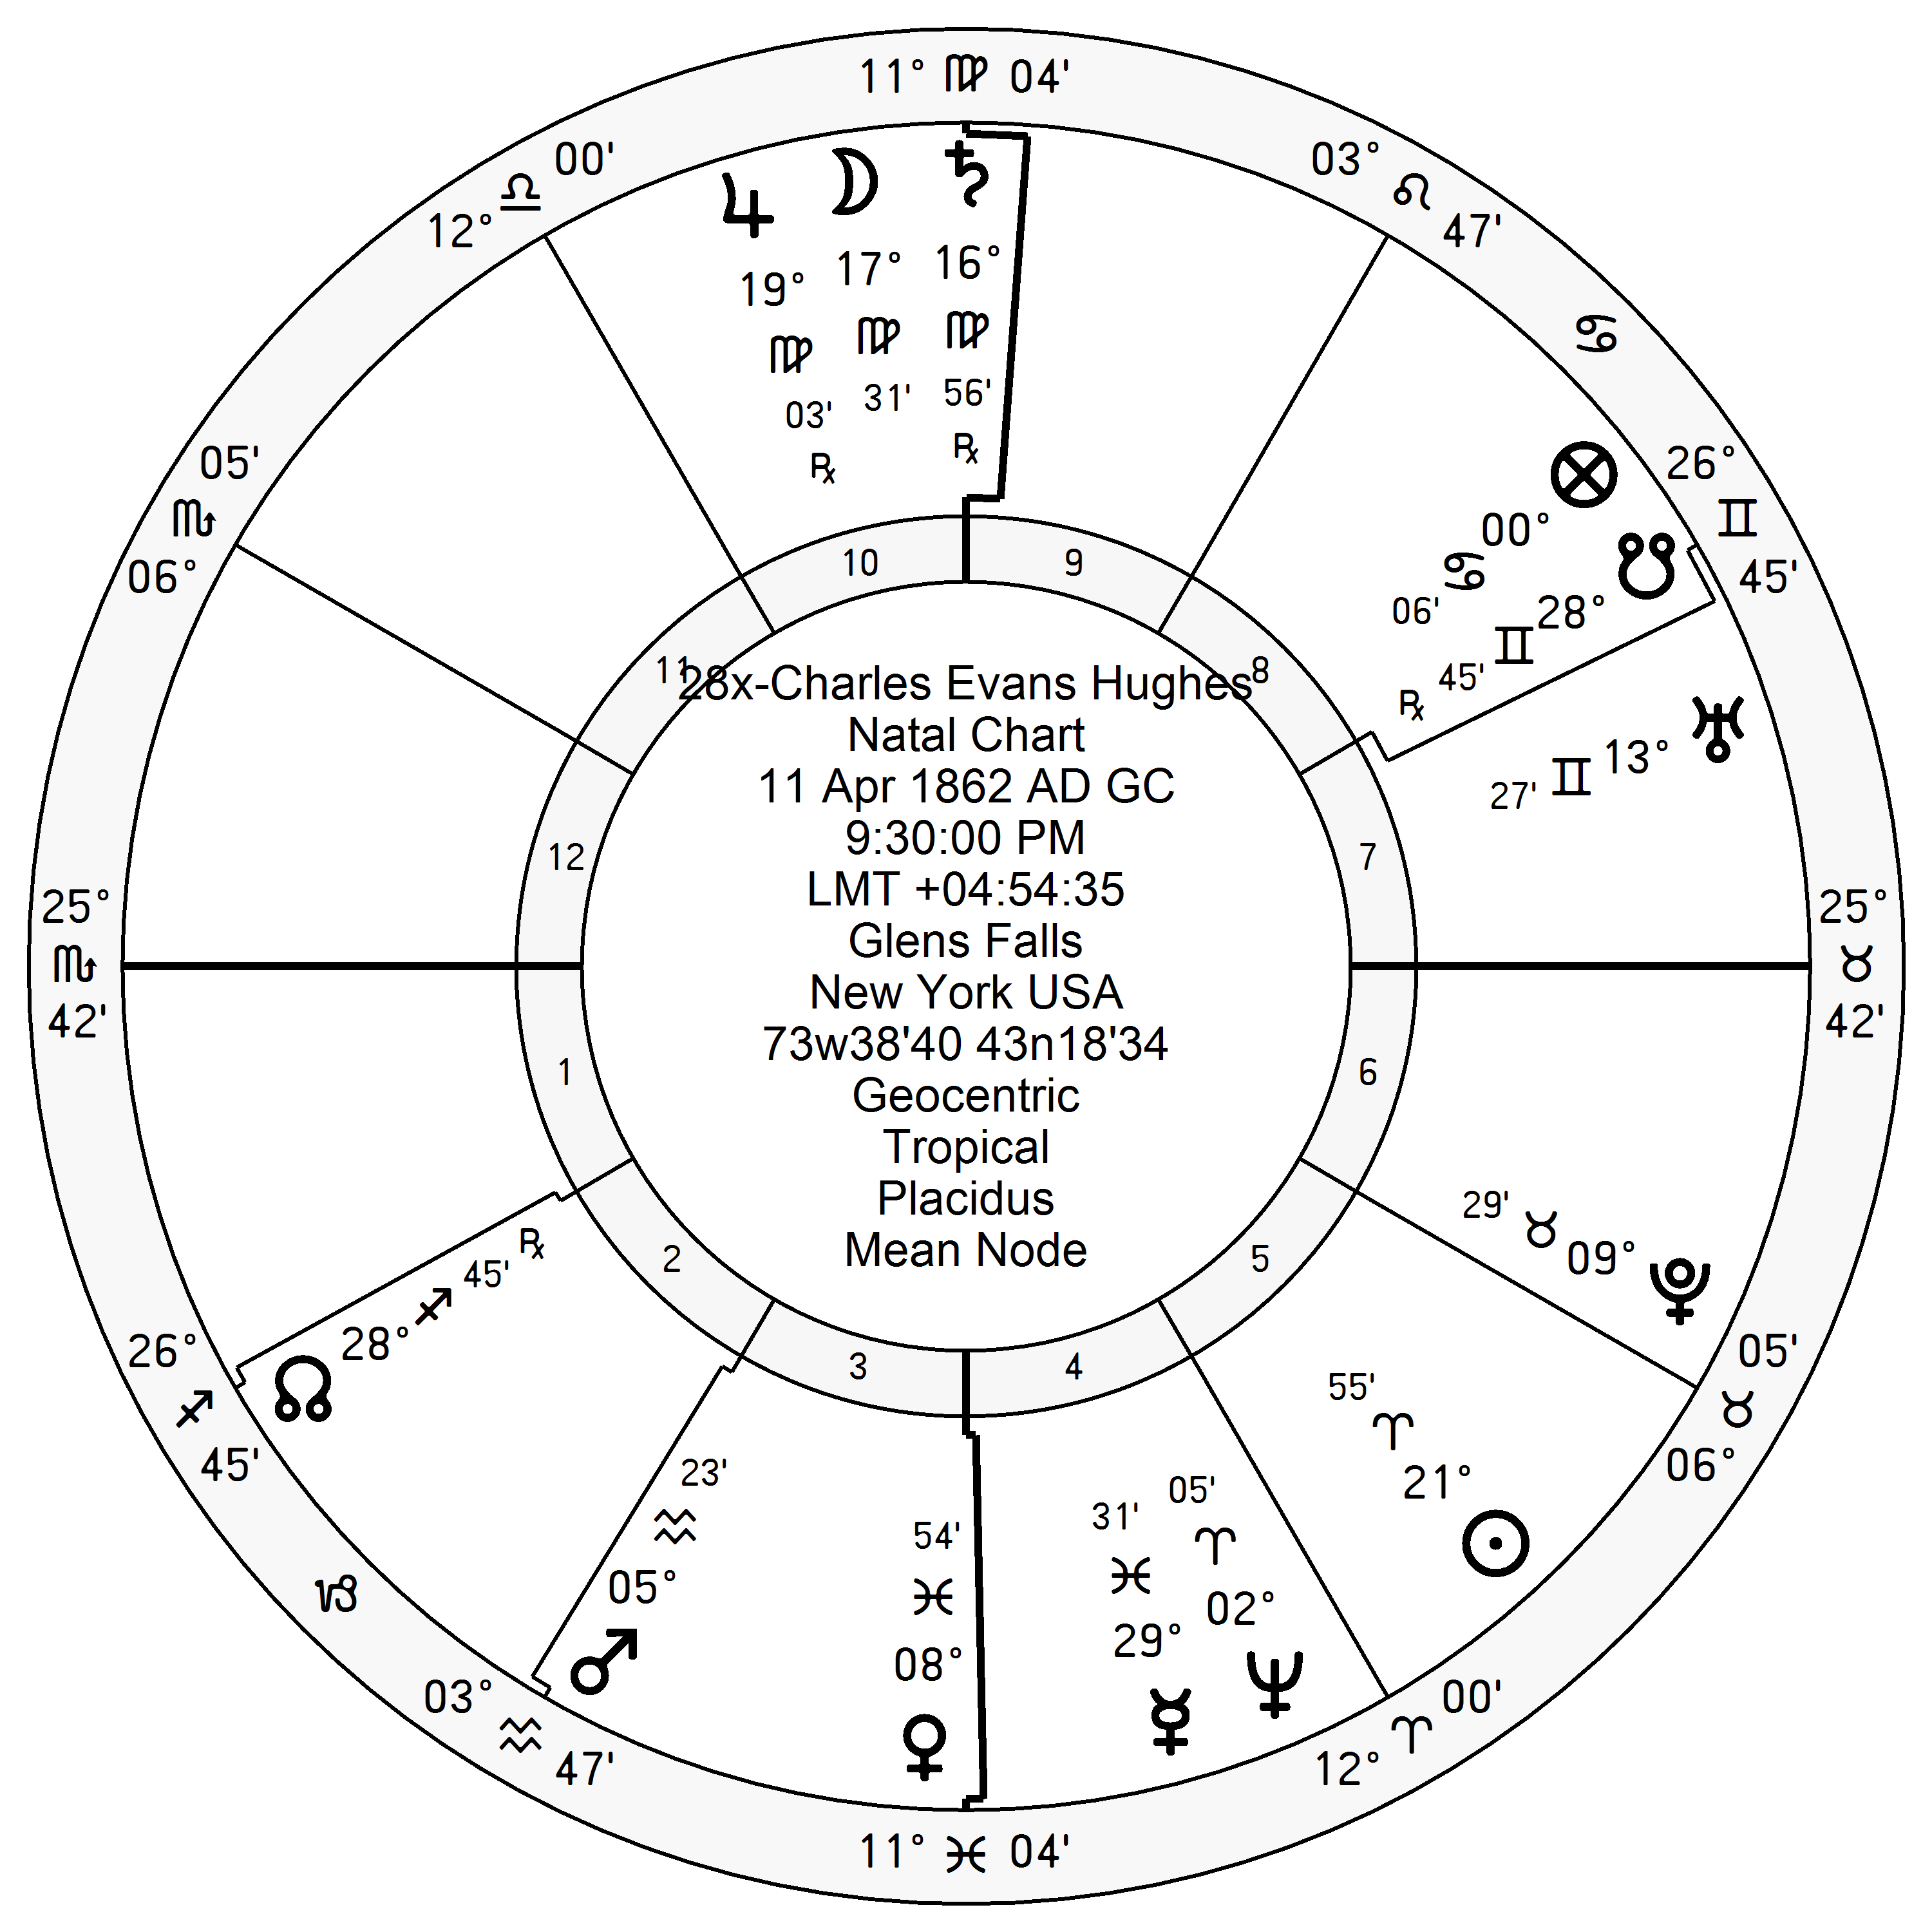 11° ♍ 04'
12° ♎ 00'
03° ♌ 47'
♋
05' ♏ 06°
26° ♊ 45'
25° ♏ 42'
25° ♉ 42'
26° ♐ 45'
05' ♉ 06°
♑
03° ♒ 47'
12° ♈ 00'
11° ♓ 04'
♃ 19° ♍ 03' ℞
☽ 17° ♍ 31'
♄ 16° ♍ 56' ℞
⊗ 00° ♋ 06'
☋ 28° ♊ 45' ℞
♅ 13° ♊ 27'
10
9
11
8
12
7
1
6
2
5
3
4
28x-Charles Evans Hughes
Natal Chart
11 Apr 1862 AD GC
9:30:00 PM
LMT +04:54:35
Glens Falls
New York USA
73w38'40 43n18'34
Geocentric
Tropical
Placidus
Mean Node
♇ 09° ♉ 29'
☊ 28° ♐ 45' ℞
☉ 21° ♈ 55'
♂ 05° ♒ 23'
♀ 08° ♓ 54'
☿ 29° ♓ 31'
♆ 02° ♈ 05'